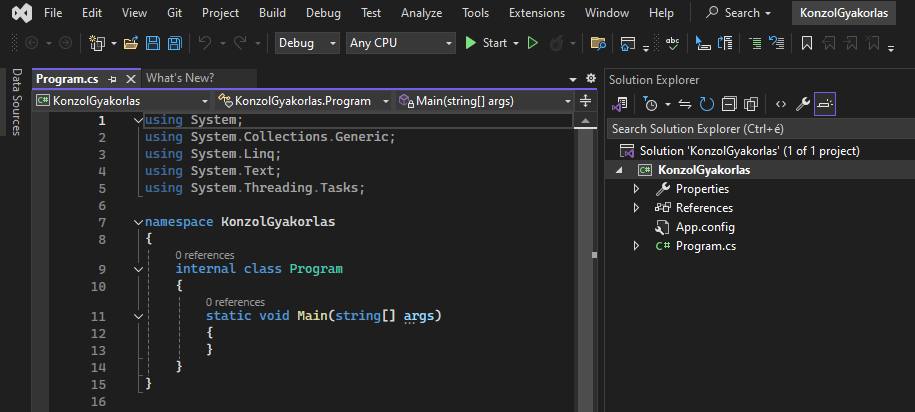 File Edit View Git Project Build Debug Test Analyze Tools Extensions Window Help Search KonzolGyakorlas
Debug Any CPU Start abc
Data Sources
Program.cs What's New?
C# KonzolGyakorlas KonzolGyakorlas.Program Main(string[] args)
1 using System;
2 using System.Collections.Generic;
3 using System.Linq;
4 using System.Text;
5 using System.Threading.Tasks;
6
7 namespace KonzolGyakorlas
8 {
0 references
9 internal class Program
10 {
0 references
11 static void Main(string[] args)
12 {
13 }
14 }
15 }
16
Solution Explorer
Search Solution Explorer (Ctrl+é)
Solution 'KonzolGyakorlas' (1 of 1 project)
C# KonzolGyakorlas
Properties
References
App.config
C# Program.cs